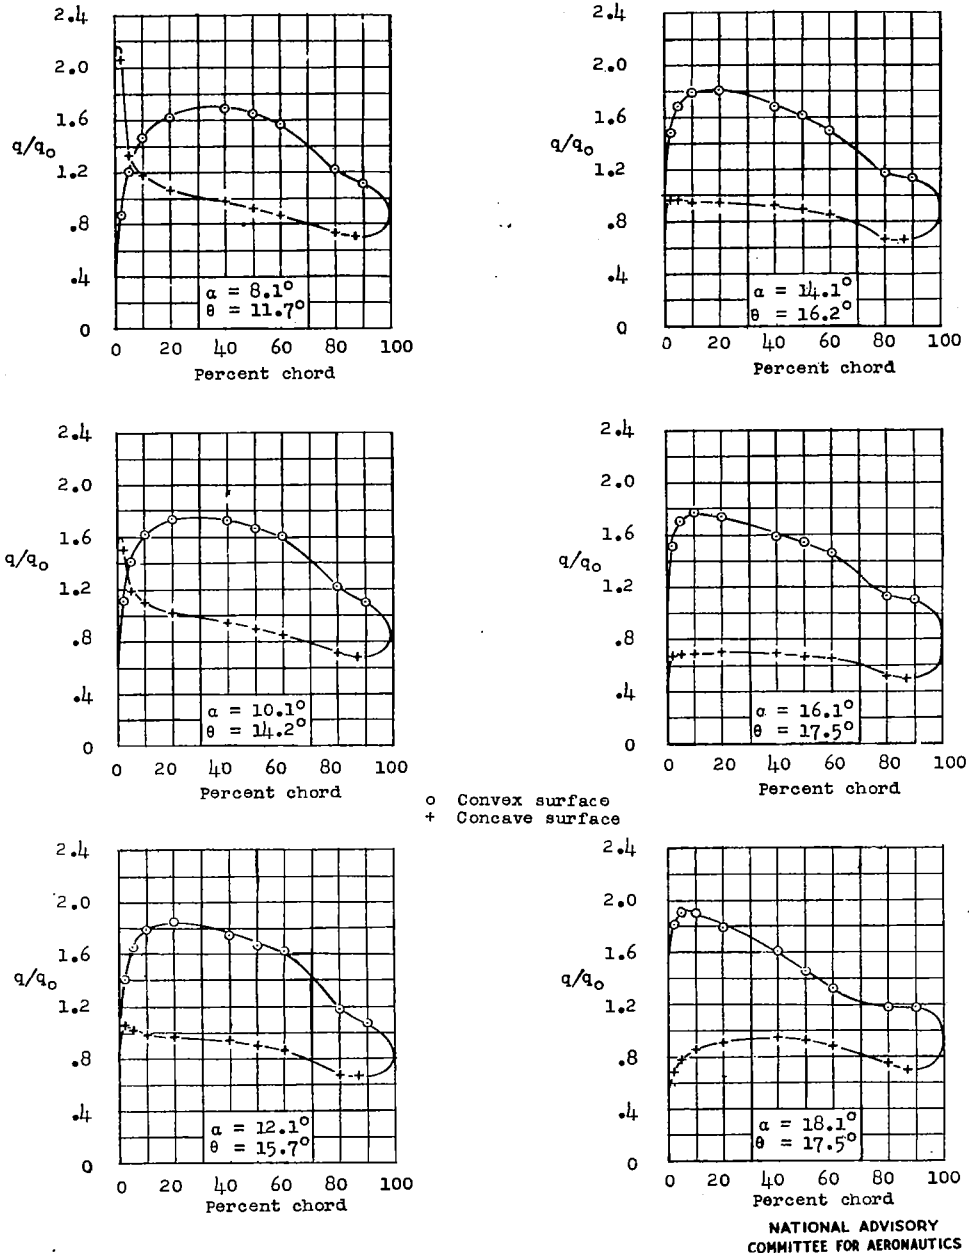 2.4
2.0
1.6
q/qo
1.2
.8
.4
α = 8.1°
θ = 11.7°
0
0 20 40 60 80 100
Percent chord
2.4
2.0
1.6
q/qo
1.2
.8
.4
α = 14.1°
θ = 16.2°
0
0 20 40 60 80 100
Percent chord
2.4
2.0
1.6
q/qo
1.2
.8
.4
α = 10.1°
θ = 14.2°
0
0 20 40 60 80 100
Percent chord
2.4
2.0
1.6
q/qo
1.2
.8
.4
α = 16.1°
θ = 17.5°
0
0 20 40 60 80 100
Percent chord
o Convex surface
+ Concave surface
2.4
2.0
1.6
q/qo
1.2
.8
.4
α = 12.1°
θ = 15.7°
0
0 20 40 60 80 100
Percent chord
2.4
2.0
1.6
q/qo
1.2
.8
.4
α = 18.1°
θ = 17.5°
0
0 20 40 60 80 100
Percent chord
NATIONAL ADVISORY
COMMITTEE FOR AERONAUTICS